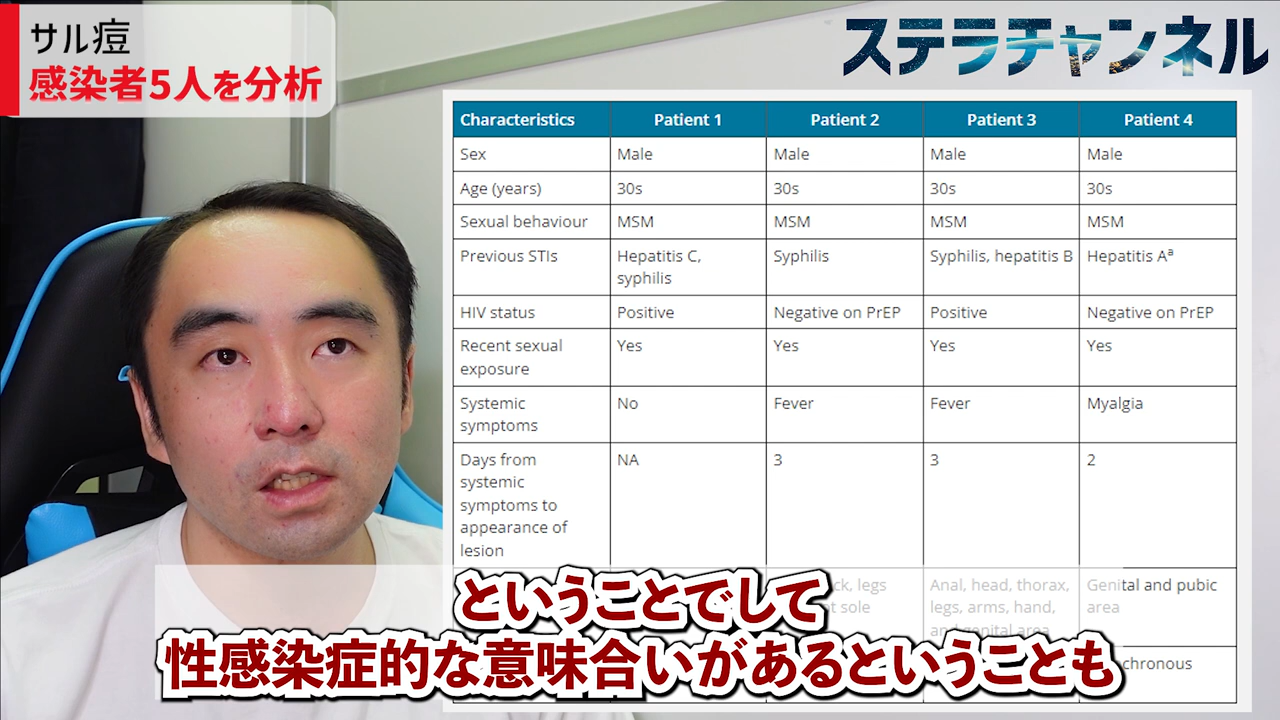 サル痘
感染者5人を分析
ステラチャンネル
Characteristics Patient 1 Patient 2 Patient 3 Patient 4
Sex Male Male Male Male
Age (years) 30s 30s 30s 30s
Sexual behaviour MSM MSM MSM MSM
Previous STIs Hepatitis C, syphilis Syphilis Syphilis, hepatitis B Hepatitis Aª
HIV status Positive Negative on PrEP Positive Negative on PrEP
Recent sexual exposure Yes Yes Yes Yes
Systemic symptoms No Fever Fever Myalgia
Days from systemic symptoms to appearance of lesion NA 3 3 2
legs sole Anal, head, thorax, legs, arms, hand, and genital area Genital and pubic area
ということでして
性感染症的な意味合いがあるということも